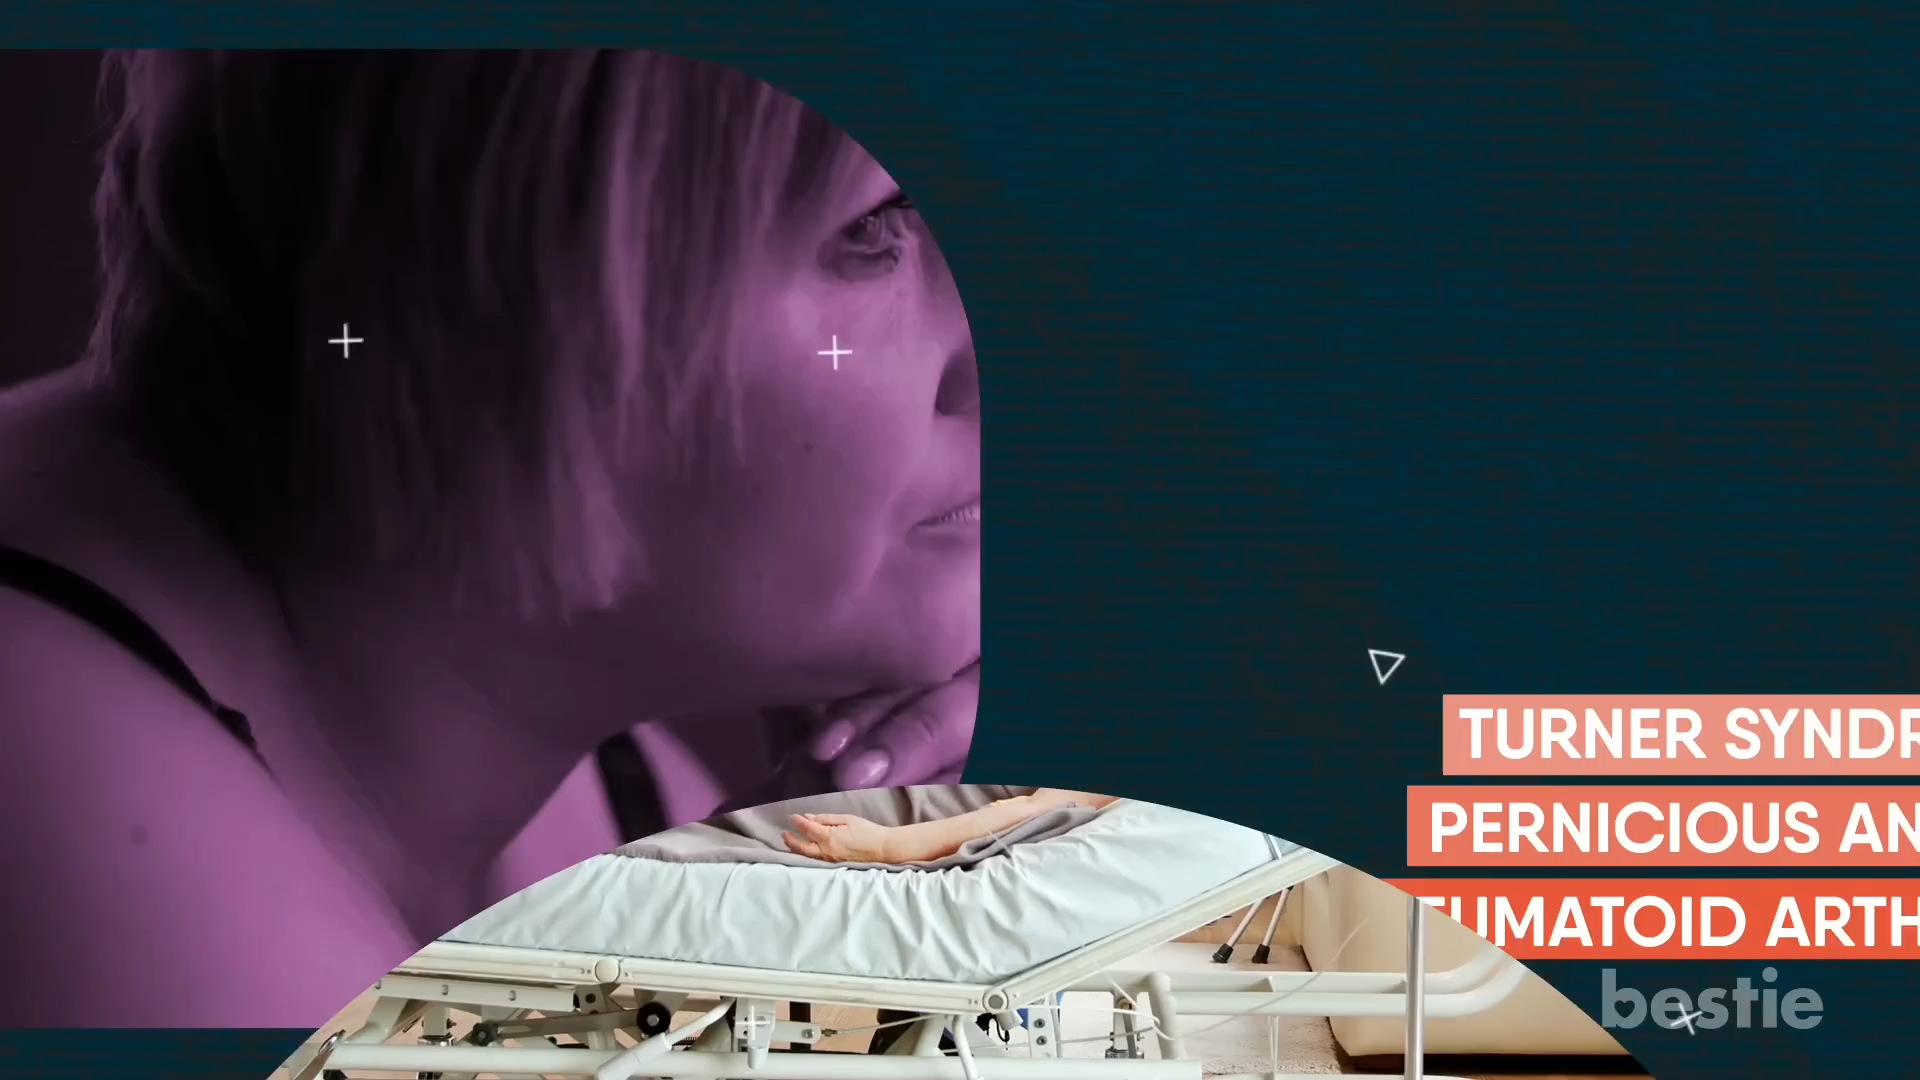 TURNER SYNDR
PERNICIOUS AN
UMATOID ARTH
bestie